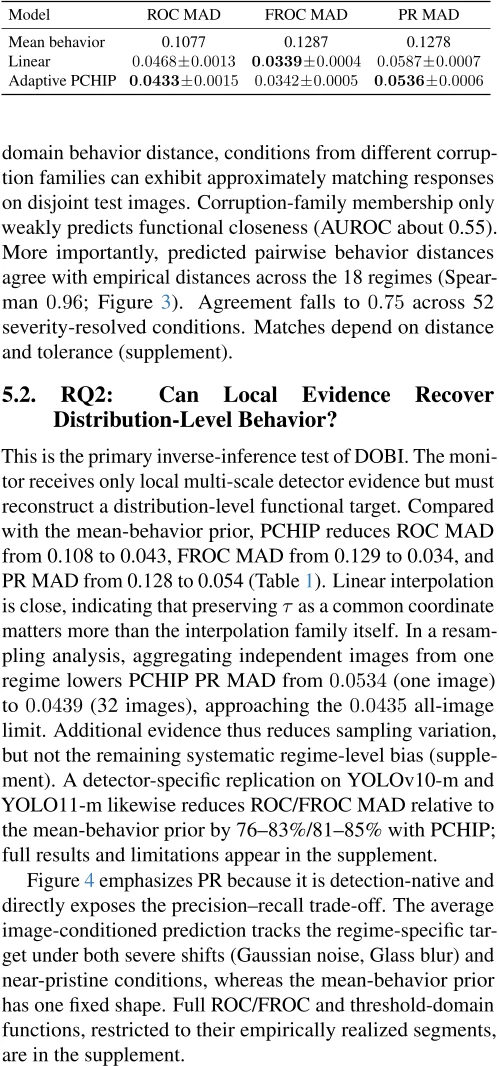 Model ROC MAD FROC MAD PR MAD
Mean behavior 0.1077 0.1287 0.1278
Linear 0.0468±0.0013 0.0339±0.0004 0.0587±0.0007
Adaptive PCHIP 0.0433±0.0015 0.0342±0.0005 0.0536±0.0006
domain behavior distance, conditions from different corrup-
tion families can exhibit approximately matching responses
on disjoint test images. Corruption-family membership only
weakly predicts functional closeness (AUROC about 0.55).
More importantly, predicted pairwise behavior distances
agree with empirical distances across the 18 regimes (Spear-
man 0.96; Figure 3). Agreement falls to 0.75 across 52
severity-resolved conditions. Matches depend on distance
and tolerance (supplement).
5.2. RQ2: Can Local Evidence Recover
Distribution-Level Behavior?
This is the primary inverse-inference test of DOBI. The moni-
tor receives only local multi-scale detector evidence but must
reconstruct a distribution-level functional target. Compared
with the mean-behavior prior, PCHIP reduces ROC MAD
from 0.108 to 0.043, FROC MAD from 0.129 to 0.034, and
PR MAD from 0.128 to 0.054 (Table 1). Linear interpolation
is close, indicating that preserving τ as a common coordinate
matters more than the interpolation family itself. In a resam-
pling analysis, aggregating independent images from one
regime lowers PCHIP PR MAD from 0.0534 (one image)
to 0.0439 (32 images), approaching the 0.0435 all-image
limit. Additional evidence thus reduces sampling variation,
but not the remaining systematic regime-level bias (supple-
ment). A detector-specific replication on YOLOv10-m and
YOLO11-m likewise reduces ROC/FROC MAD relative to
the mean-behavior prior by 76–83%/81–85% with PCHIP;
full results and limitations appear in the supplement.
Figure 4 emphasizes PR because it is detection-native and
directly exposes the precision–recall trade-off. The average
image-conditioned prediction tracks the regime-specific tar-
get under both severe shifts (Gaussian noise, Glass blur) and
near-pristine conditions, whereas the mean-behavior prior
has one fixed shape. Full ROC/FROC and threshold-domain
functions, restricted to their empirically realized segments,
are in the supplement.